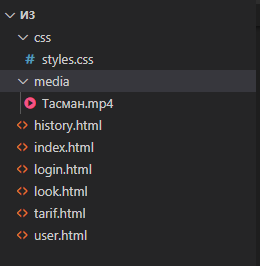 ИЗ
css
# styles.css
media
Тасман.mp4
<> history.html
<> index.html
<> login.html
<> look.html
<> tarif.html
<> user.html